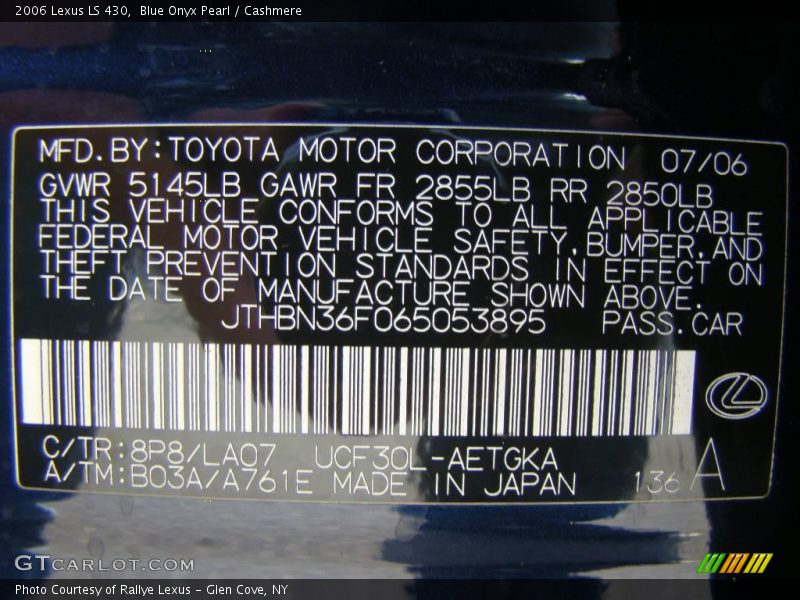 2006 Lexus LS 430,  Blue Onyx Pearl / Cashmere
MFD.BY:TOYOTA MOTOR CORPORATION 07/06
GVWR 5145LB GAWR FR 2855LB RR 2850LB
THIS VEHICLE CONFORMS TO ALL APPLICABLE
FEDERAL MOTOR VEHICLE SAFETY,BUMPER,AND
THEFT PREVENTION STANDARDS IN EFFECT ON
THE DATE OF MANUFACTURE SHOWN ABOVE.
JTHBN36F065053895 PASS.CAR
C/TR:8P8/LA07 UCF30L-AETGKA
A/TM:B03A/A761E MADE IN JAPAN 136 A
GTCARLOT.COM
Photo Courtesy of Rallye Lexus - Glen Cove, NY